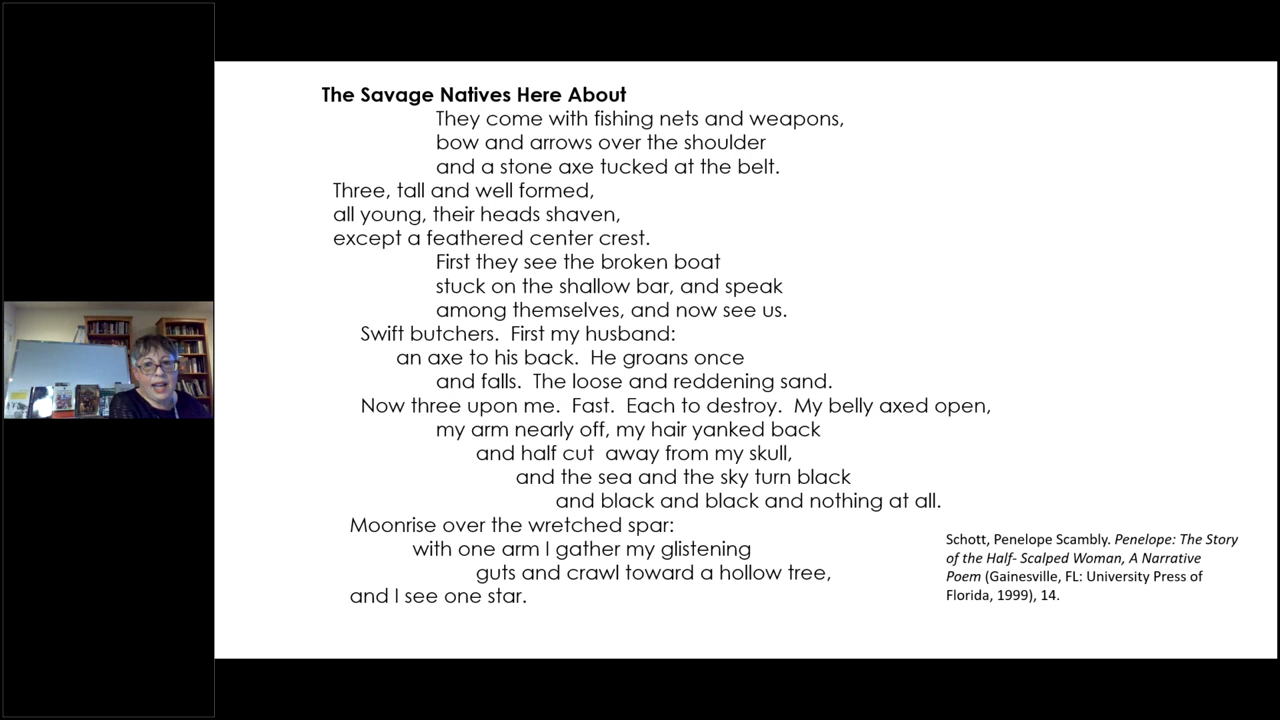 The Savage Natives Here About
They come with fishing nets and weapons,
bow and arrows over the shoulder
and a stone axe tucked at the belt.
Three, tall and well formed,
all young, their heads shaven,
except a feathered center crest.
First they see the broken boat
stuck on the shallow bar, and speak
among themselves, and now see us.
Swift butchers.  First my husband:
an axe to his back.  He groans once
and falls.  The loose and reddening sand.
Now three upon me.  Fast.  Each to destroy.  My belly axed open,
my arm nearly off, my hair yanked back
and half cut  away from my skull,
and the sea and the sky turn black
and black and black and nothing at all.
Moonrise over the wretched spar:
with one arm I gather my glistening
guts and crawl toward a hollow tree,
and I see one star.
Schott, Penelope Scambly. Penelope: The Story
of the Half- Scalped Woman, A Narrative
Poem (Gainesville, FL: University Press of
Florida, 1999), 14.